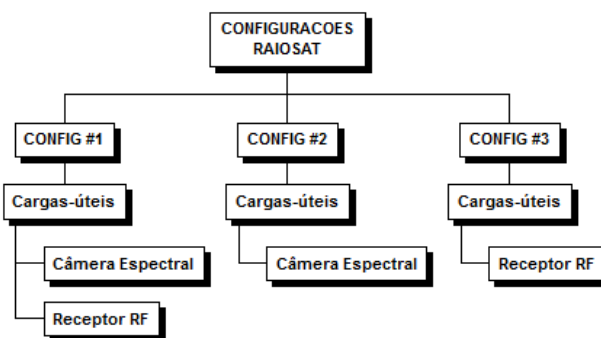 CONFIGURACOES
RAIOSAT
CONFIG #1
CONFIG #2
CONFIG #3
Cargas-úteis
Cargas-úteis
Cargas-úteis
Câmera Espectral
Câmera Espectral
Receptor RF
Receptor RF